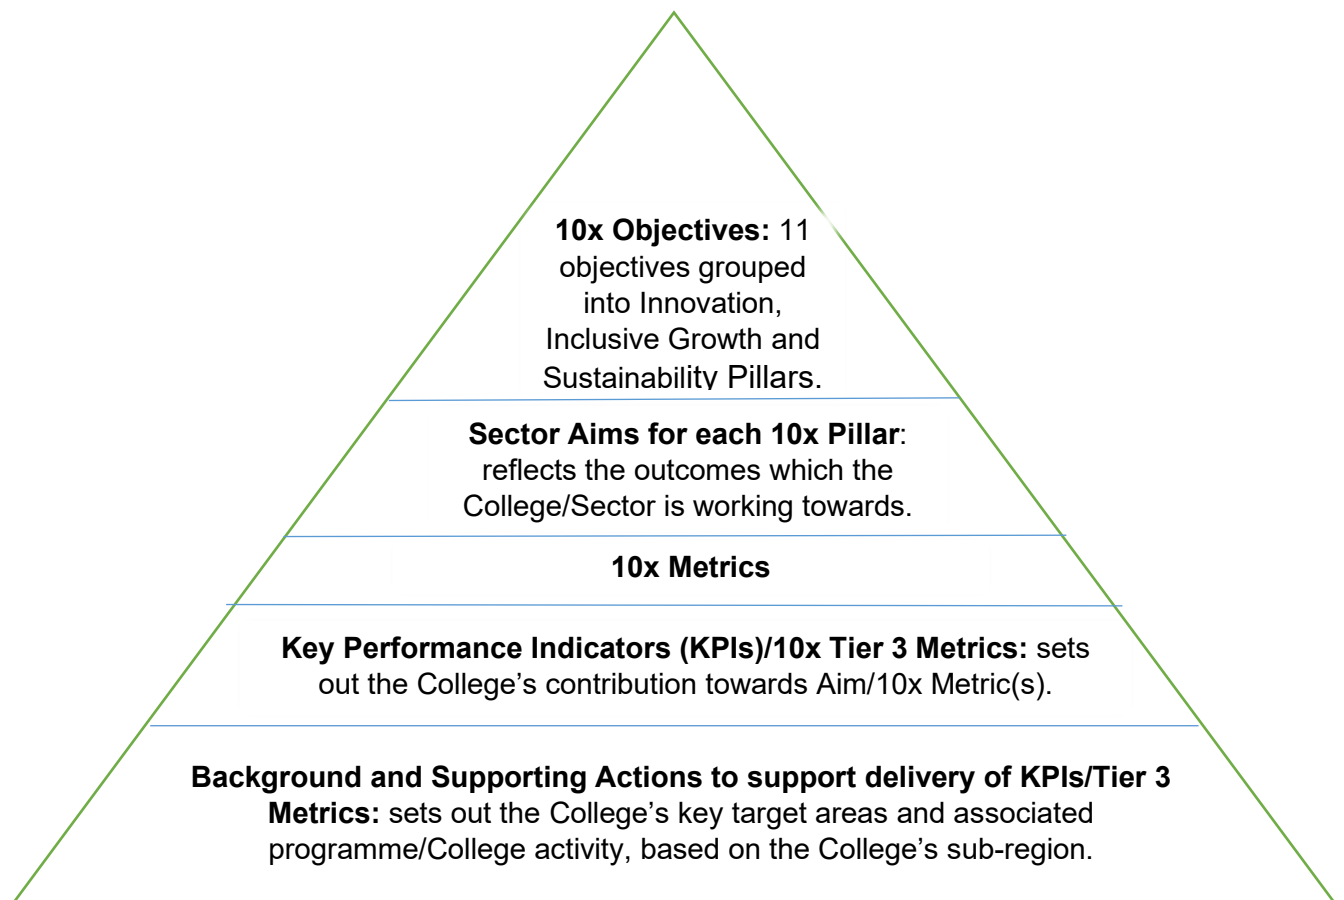 10x Objectives: 11
objectives grouped
into Innovation,
Inclusive Growth and
Sustainability Pillars.
Sector Aims for each 10x Pillar:
reflects the outcomes which the
College/Sector is working towards.
10x Metrics
Key Performance Indicators (KPIs)/10x Tier 3 Metrics: sets
out the College’s contribution towards Aim/10x Metric(s).
Background and Supporting Actions to support delivery of KPIs/Tier 3
Metrics: sets out the College’s key target areas and associated
programme/College activity, based on the College’s sub-region.